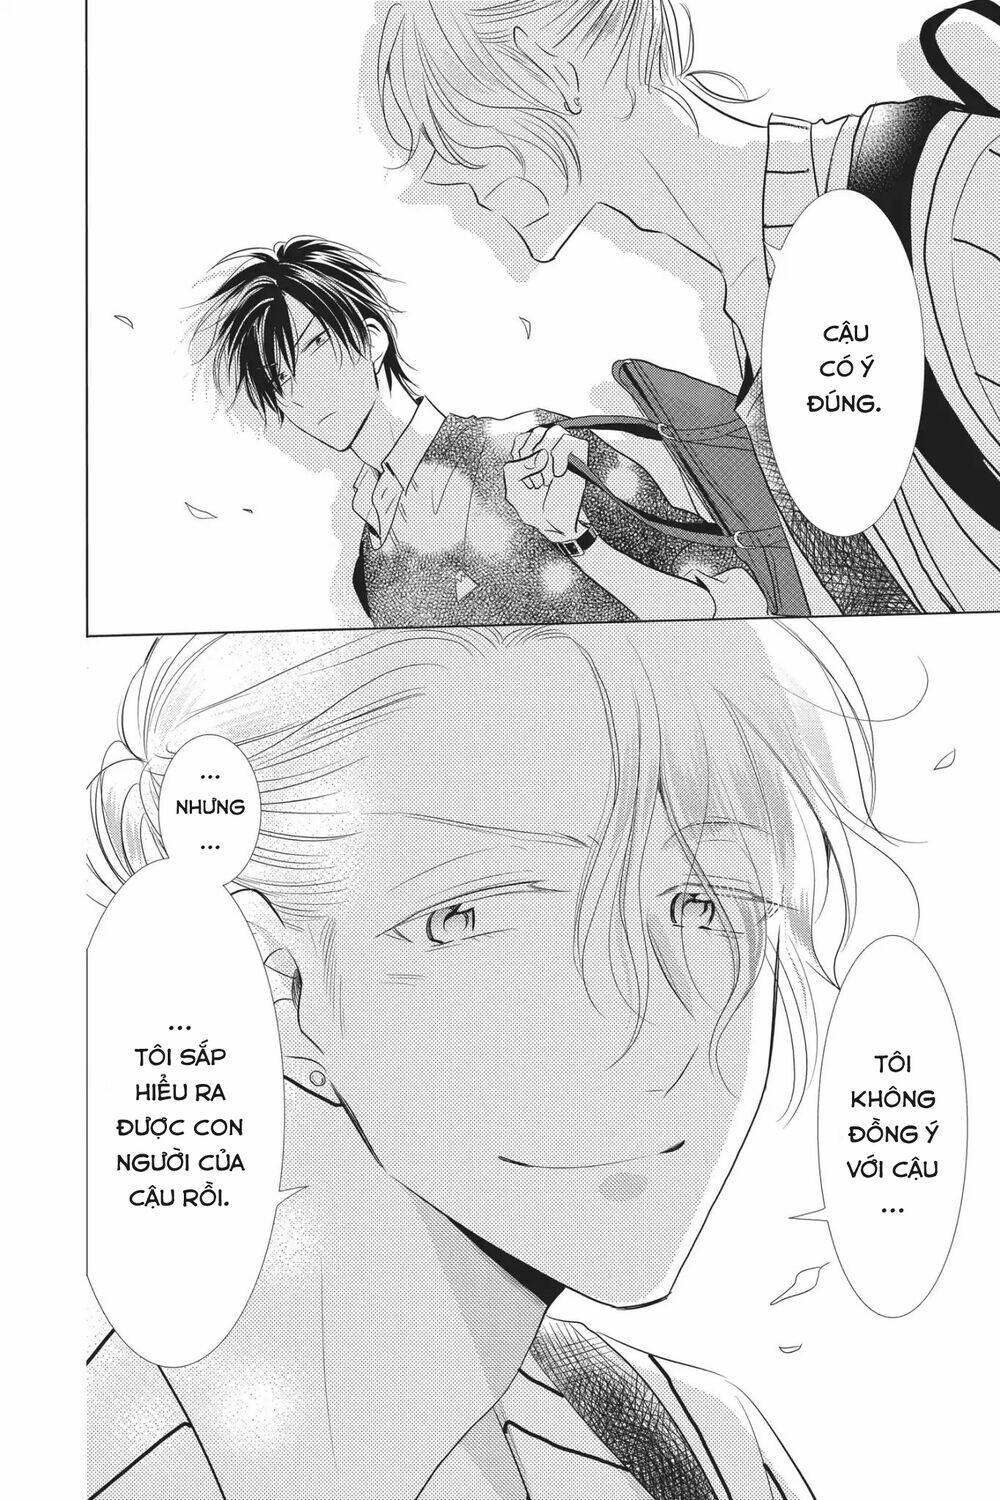 CẬU
CÓ Ý
ĐÚNG.
TÔI
KHÔNG
ĐỒNG Ý
VỚI CẬU
...
...
NHƯNG
...
...
TÔI SẮP
HIỂU RA
ĐƯỢC CON
NGƯỜI CỦA
CẬU RỒI.